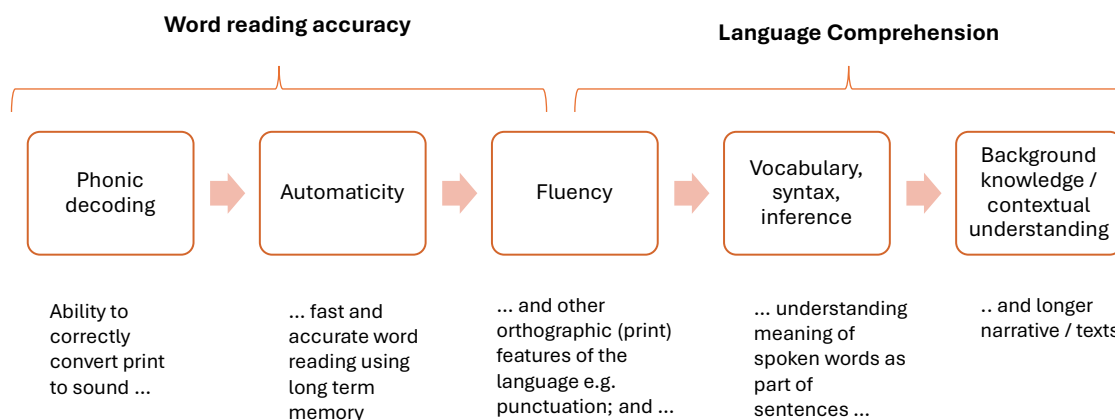 Word reading accuracy
Language Comprehension
Phonic
decoding
Automaticity
Fluency
Vocabulary,
syntax,
inference
Background
knowledge /
contextual
understanding
Ability to
correctly
convert print
to sound ...
... fast and
accurate word
reading using
long term
memory
... and other
orthographic (print)
features of the
language e.g.
punctuation; and ...
... understanding
meaning of
spoken words as
part of
sentences ...
.. and longer
narrative / texts